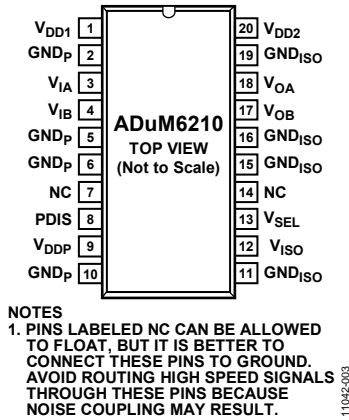 VDD1 1 20 VDD2
GNDP 2 19 GNDISO
VIA 3 18 VOA
VIB 4 17 VOB
GNDP 5 16 GNDISO
GNDP 6 15 GNDISO
NC 7 14 NC
PDIS 8 13 VSEL
VDDP 9 12 VISO
GNDP 10 11 GNDISO
ADuM6210
TOP VIEW
(Not to Scale)
NOTES
1. PINS LABELED NC CAN BE ALLOWED
TO FLOAT, BUT IT IS BETTER TO
CONNECT THESE PINS TO GROUND.
AVOID ROUTING HIGH SPEED SIGNALS
THROUGH THESE PINS BECAUSE
NOISE COUPLING MAY RESULT.
11042-003